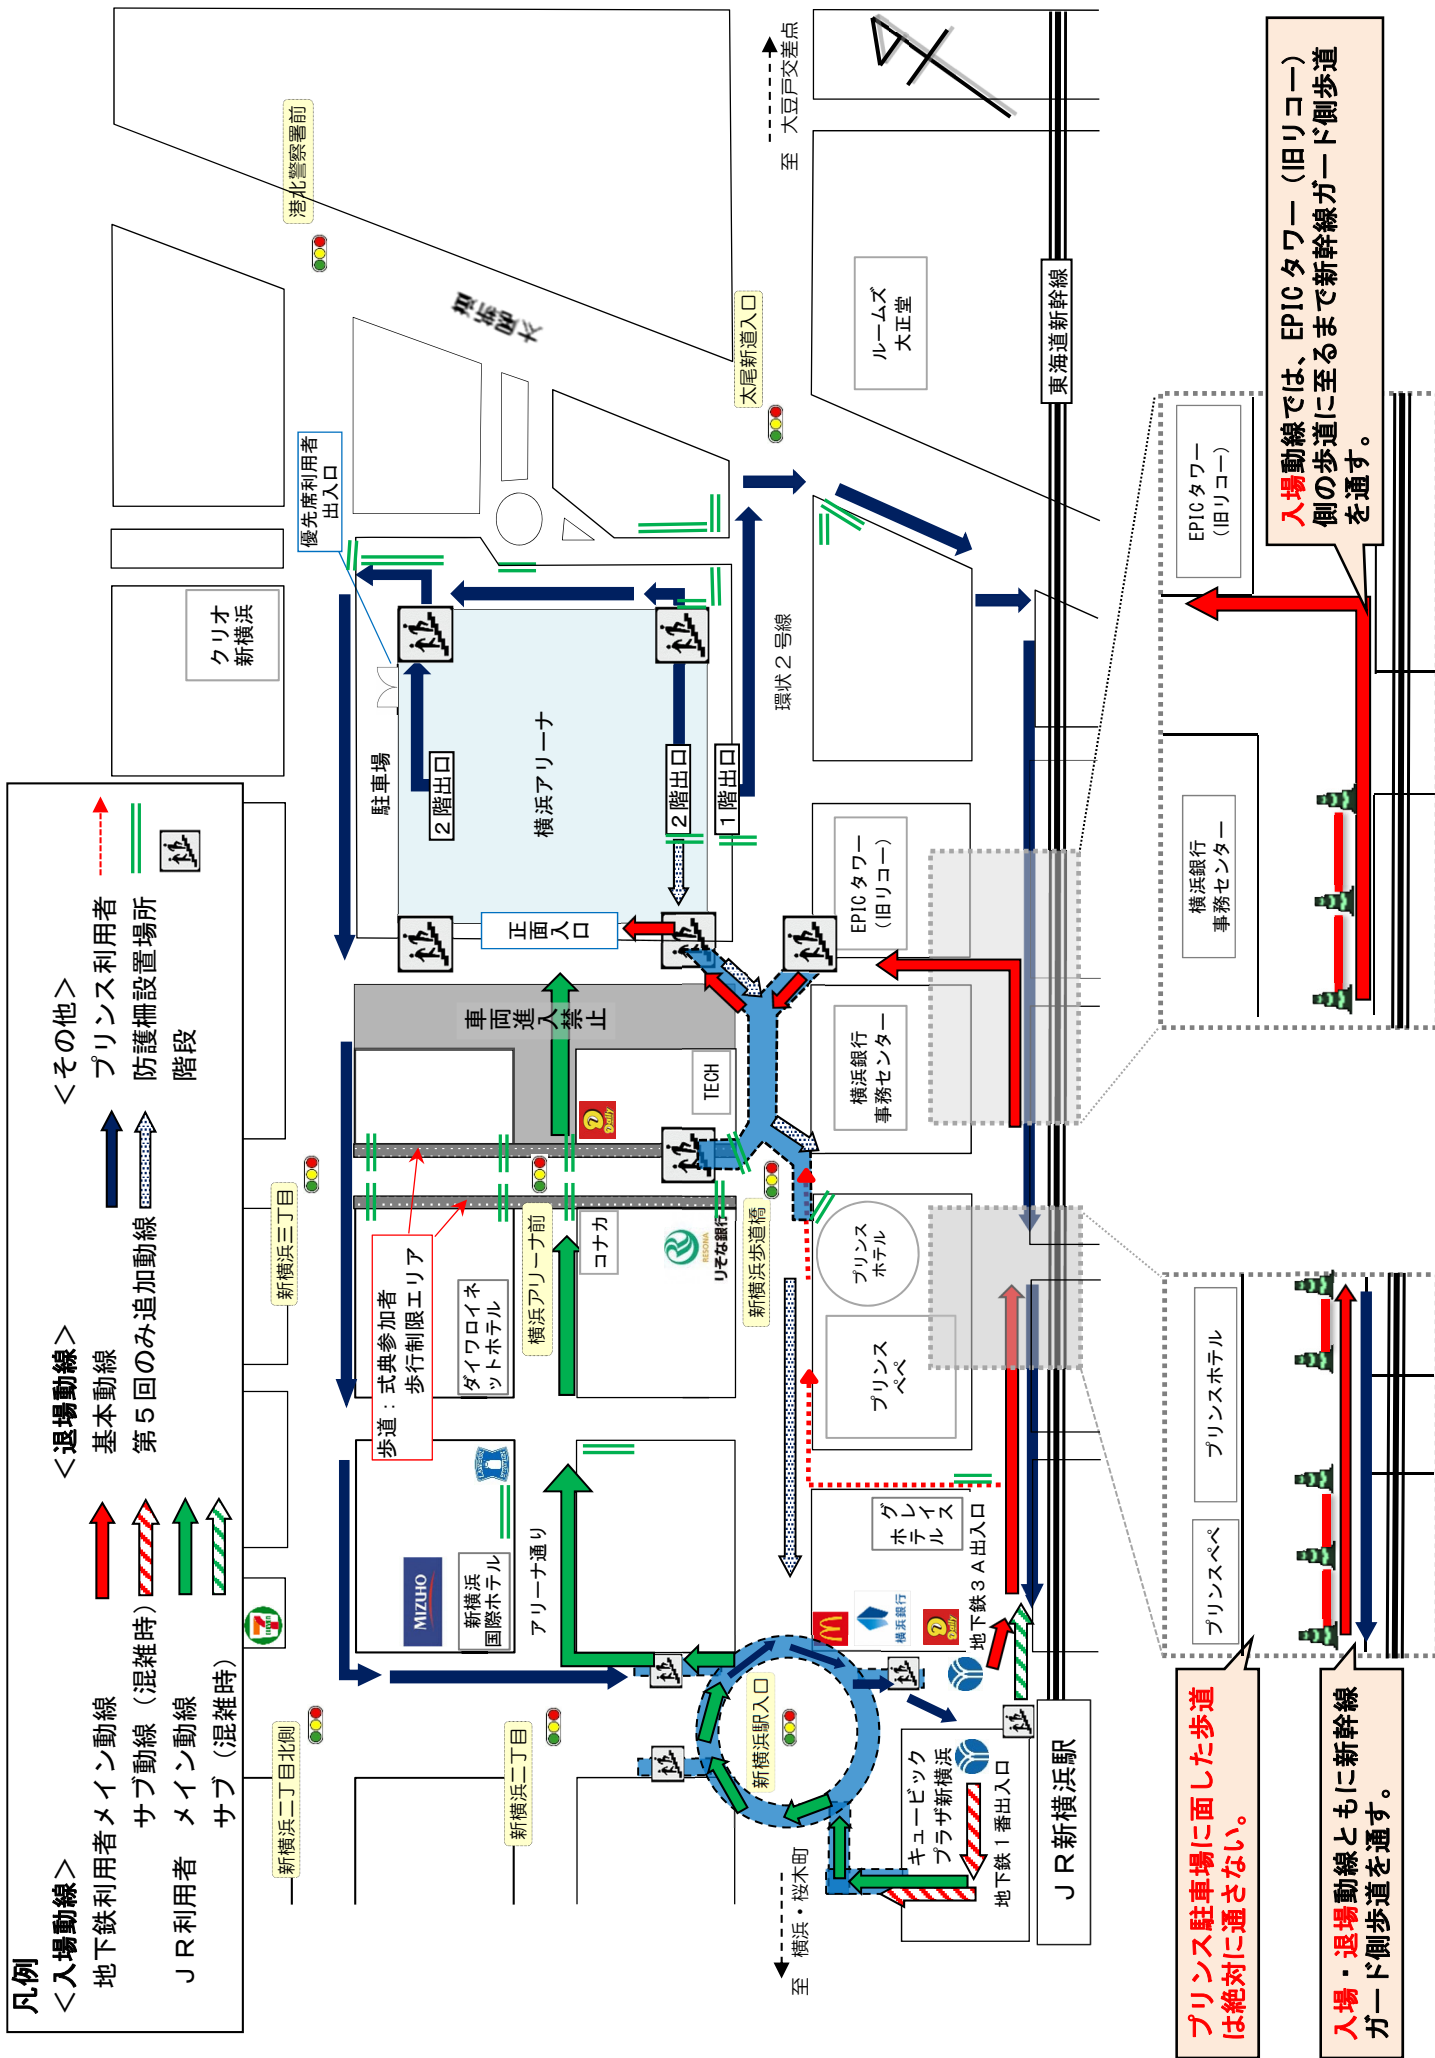 凡例
＜入場動線＞
地下鉄利用者メイン動線
サブ動線（混雑時）
ＪＲ利用者　メイン動線
サブ（混雑時）
＜退場動線＞
基本動線
第５回のみ追加動線
＜その他＞
プリンス利用者
防護柵設置場所
階段
新横浜二丁目北側
新横浜三丁目
港北警察署前
クリオ
新横浜
優先席利用者
出入口
駐車場
２階出口
横浜アリーナ
２階出口
１階出口
正面
入口
車両進入禁止
歩道：式典参加者
歩行制限エリア
ダイワロイネ
ットホテル
横浜アリーナ前
コナカ
RESONA
りそな銀行
Daily
TECH
LAWSON
MIZUHO
新横浜
国際ホテル
アリーナ通り
7
ELEVEN
新横浜二丁目
新横浜駅入口
新横浜歩道橋
太尾新道入口
環状２号線
至　大豆戸交差点
至　横浜・桜木町
ルームズ
大正堂
EPICタワー
（旧リコー）
横浜銀行
事務センター
プリンス
ホテル
プリンス
ペペ
グレイス
ホテル
横浜銀行
Daily
地下鉄３Ａ出入口
キュービック
プラザ新横浜
地下鉄１番出入口
ＪＲ新横浜駅
東海道新幹線
プリンスペペ
プリンスホテル
横浜銀行
事務センター
EPICタワー
（旧リコー）
プリンス駐車場に面した歩道
は絶対に通さない。
入場・退場動線ともに新幹線
ガード側歩道を通す。
入場動線では、EPICタワー（旧リコー）
側の歩道に至るまで新幹線ガード側歩道
を通す。